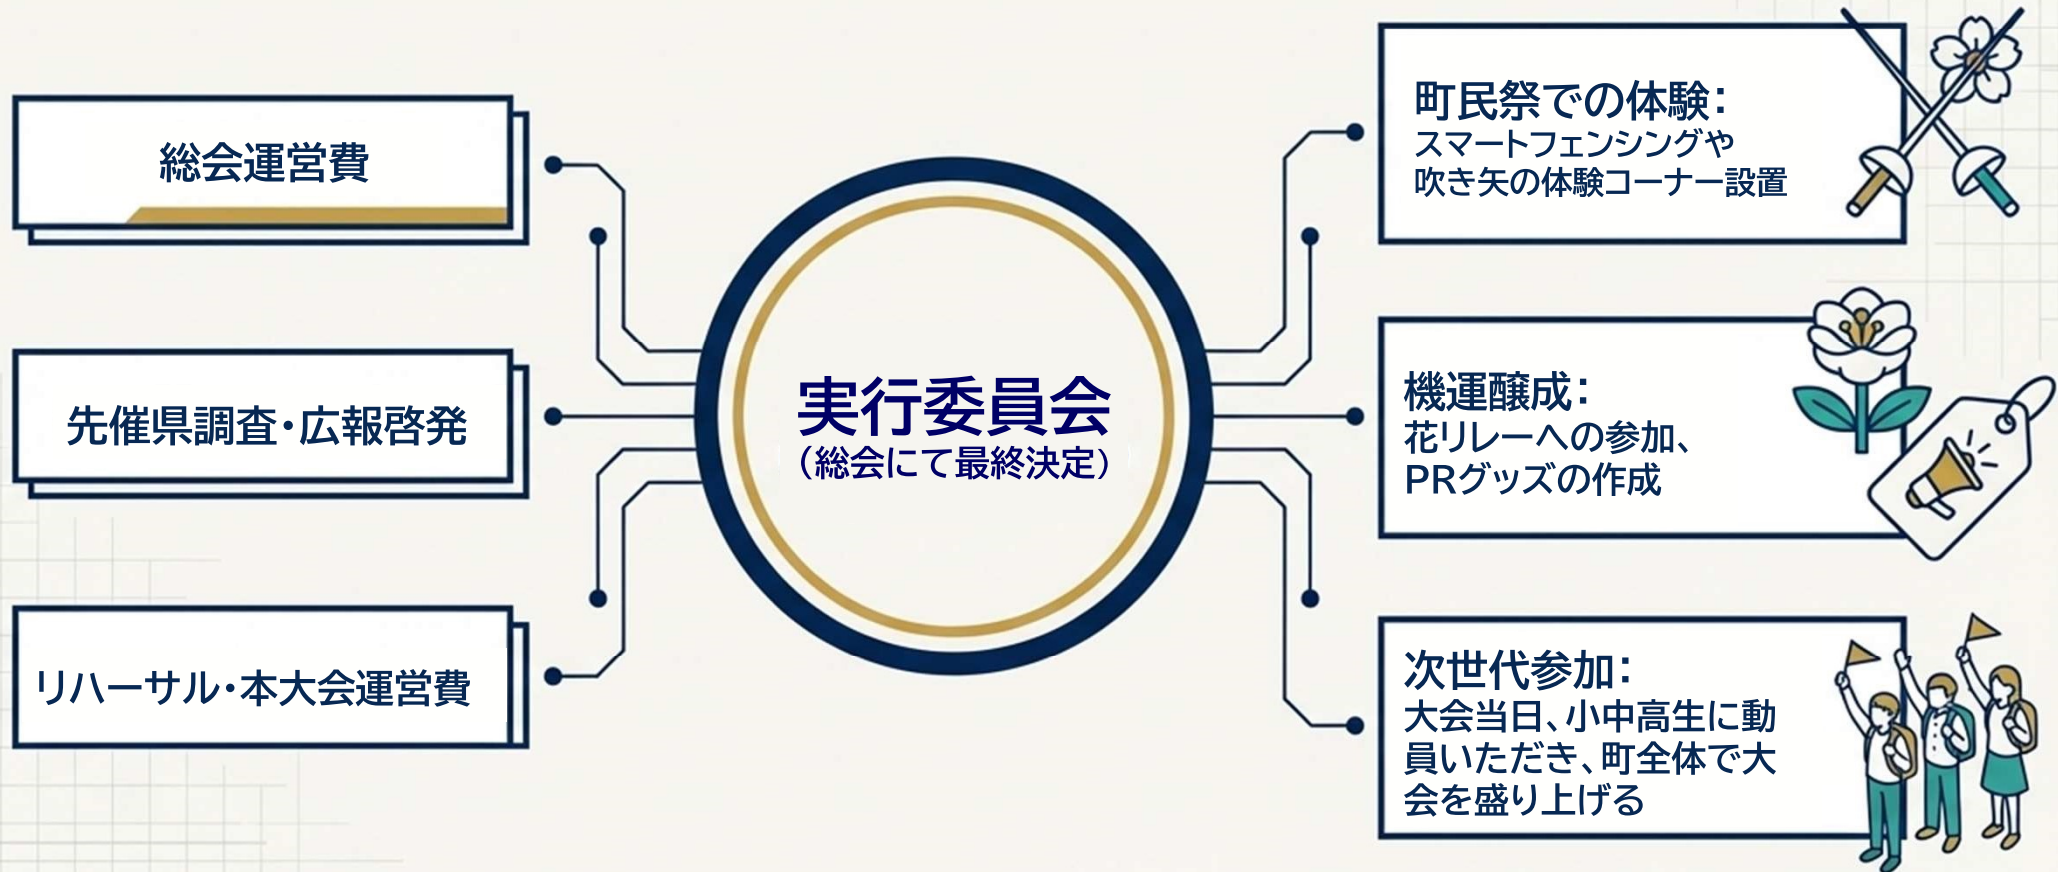 総会運営費
先催県調査・広報啓発
リハーサル・本大会運営費
実行委員会
（総会にて最終決定）
町民祭での体験：
スマートフェンシングや
吹き矢の体験コーナー設置
機運醸成：
花リレーへの参加、
PRグッズの作成
次世代参加：
大会当日、小中高生に動
員いただき、町全体で大
会を盛り上げる